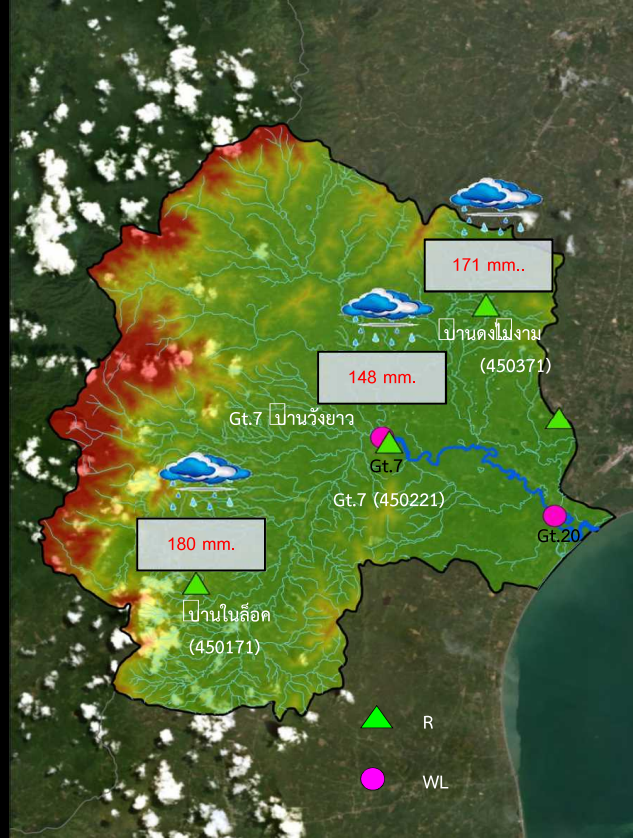 171 mm..
บ้านดงไม้งาม
(450371)
148 mm.
Gt.7 บ้านวังยาว
Gt.7
Gt.7 (450221)
Gt.20
180 mm.
บ้านในล็อค
(450171)
R
WL